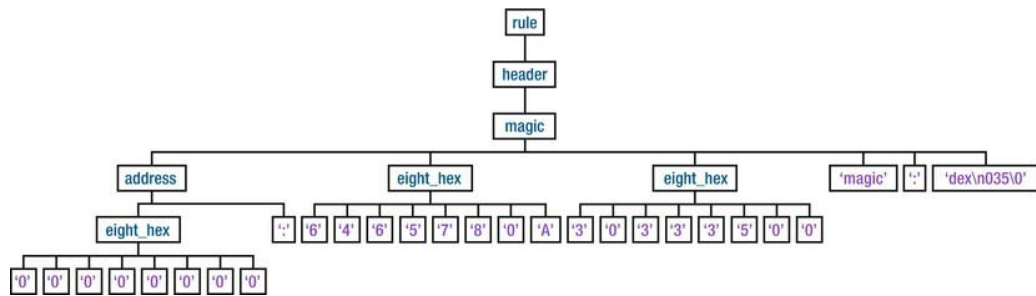 rule
header
magic
address eight_hex eight_hex 'magic' ':' 'dex\n035\0'
eight_hex ':' '6' '4' '6' '5' '7' '8' '0' 'A' '3' '0' '3' '3' '3' '5' '0' '0'
'0' '0' '0' '0' '0' '0' '0' '0'